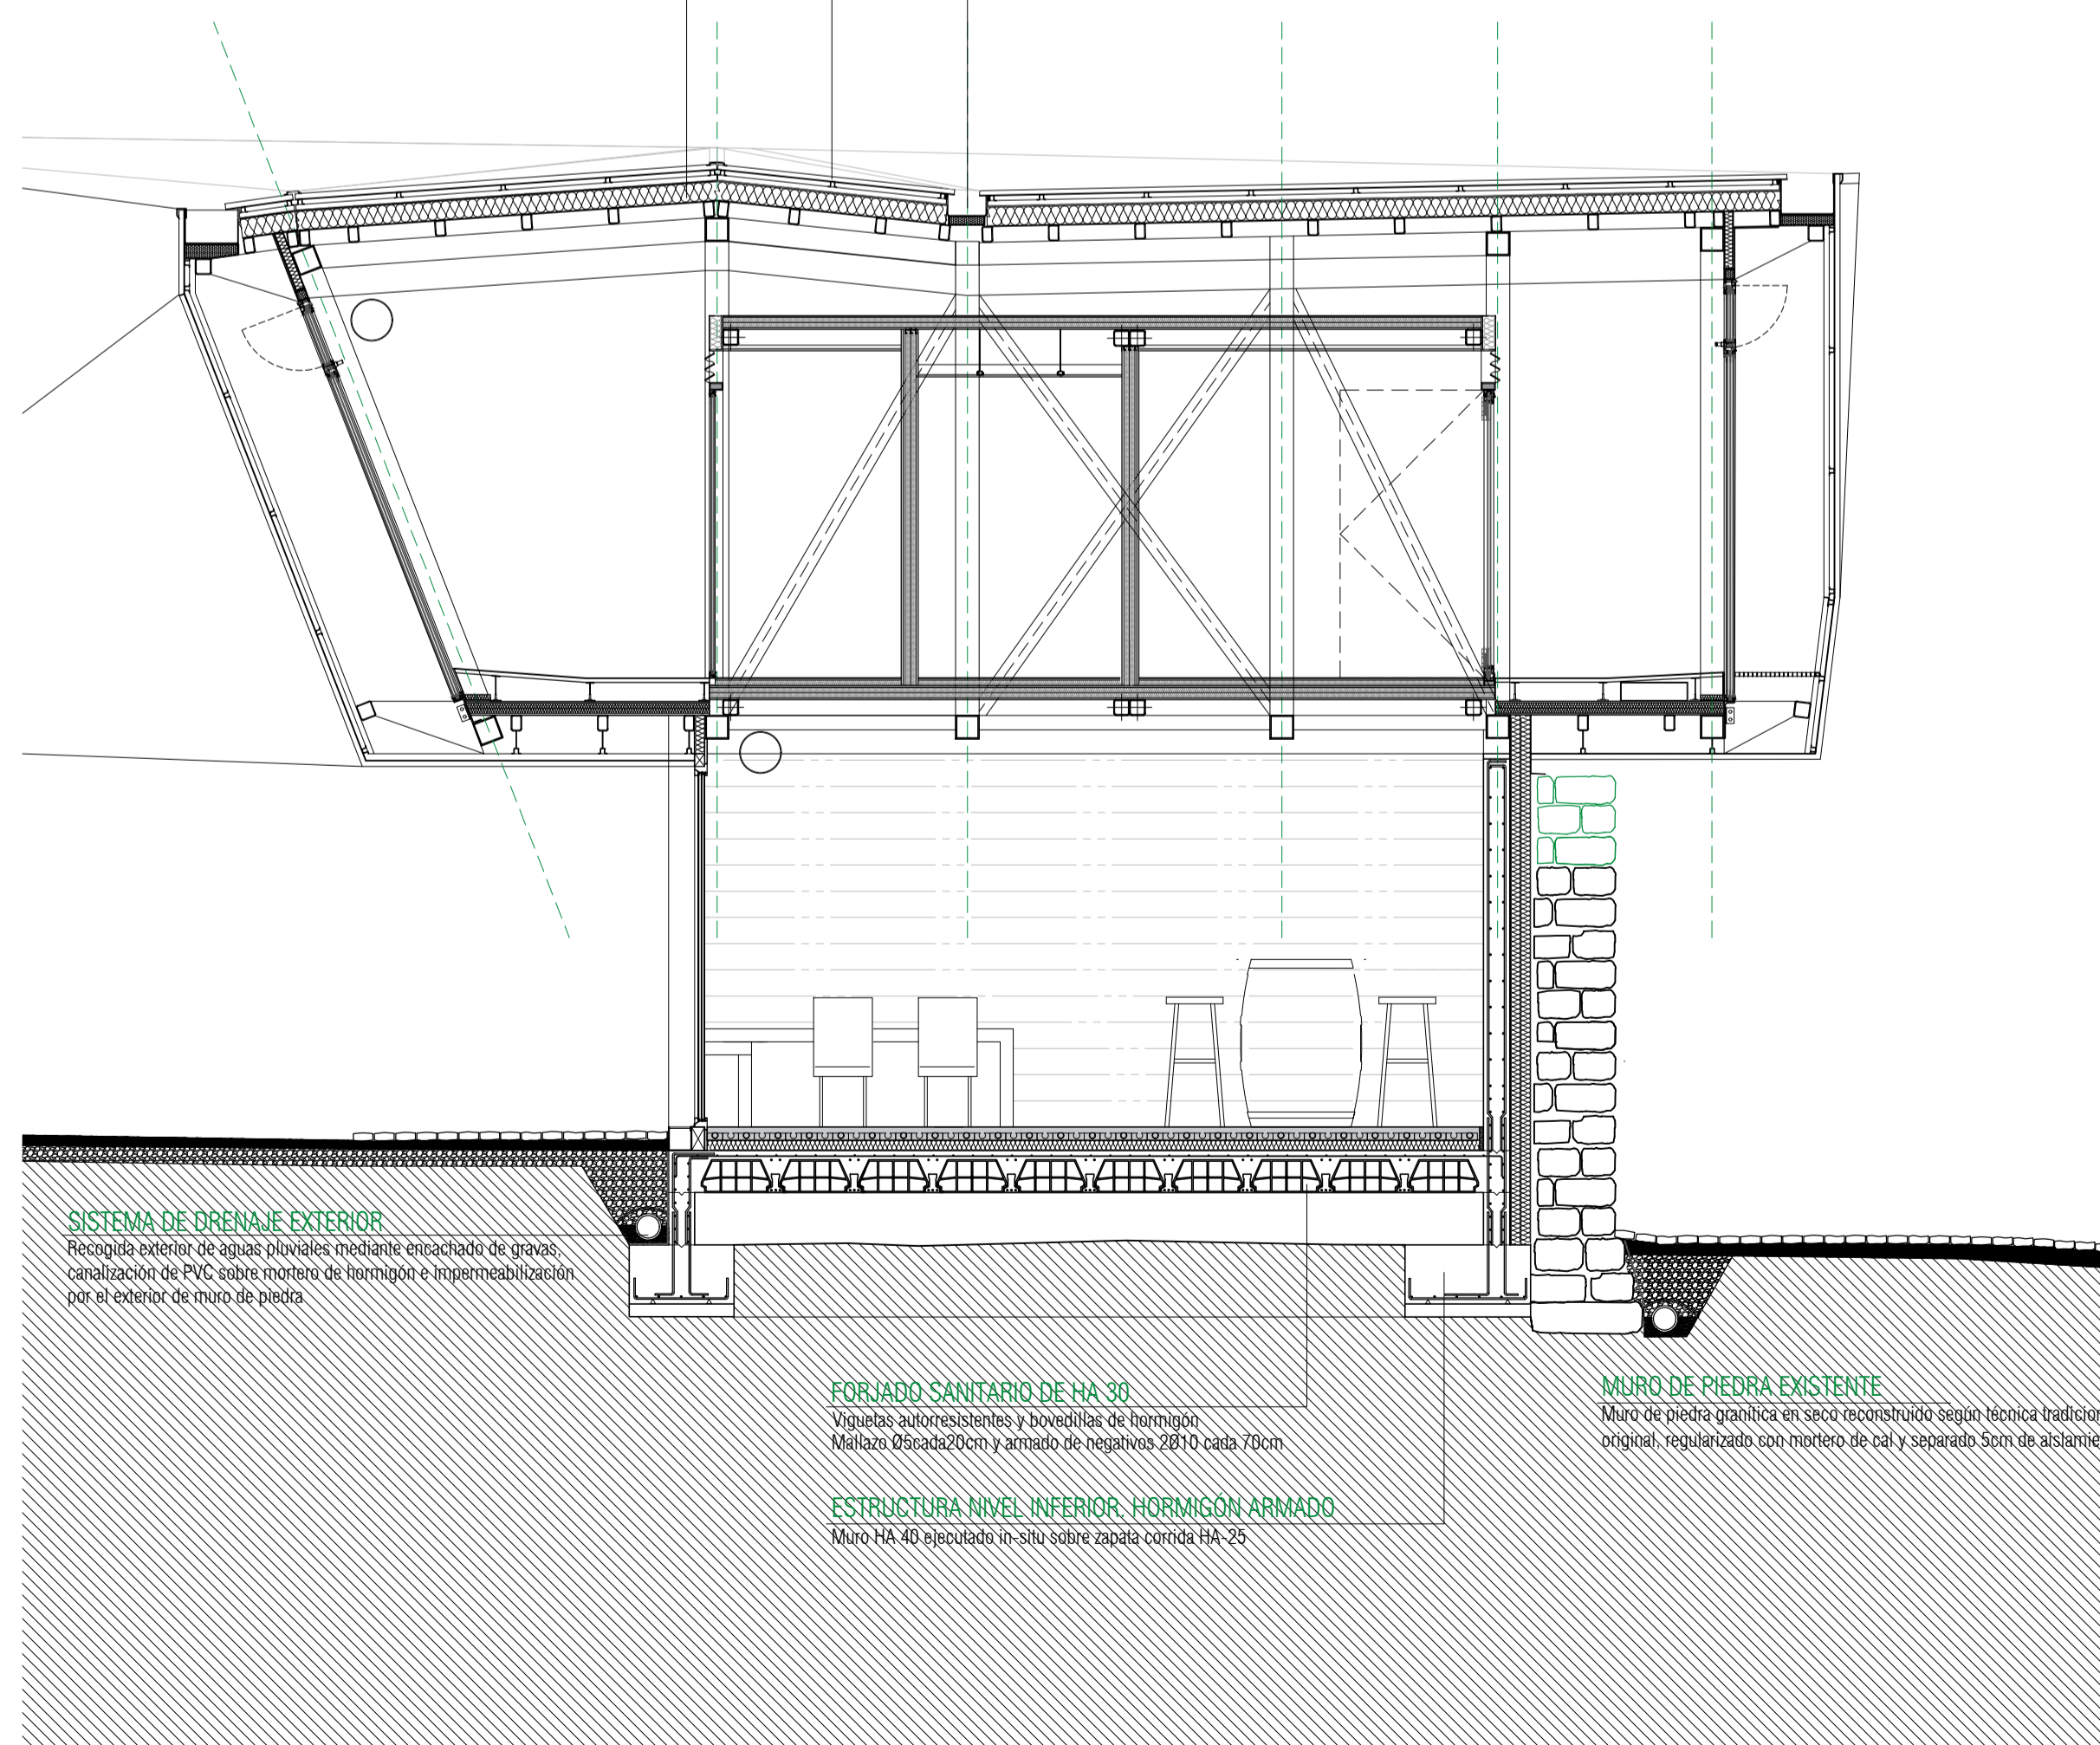 SISTEMA DE DRENAJE EXTERIOR
Recogida exterior de aguas pluviales mediante encachado de gravas,
canalización de PVC sobre mortero de hormigón e impermeabilización
por el exterior de muro de piedra
FORJADO SANITARIO DE HA 30
Viguetas autorresistentes y bovedillas de hormigón
Mallazo Ø5cada20cm y armado de negativos 2Ø10 cada 70cm
ESTRUCTURA NIVEL INFERIOR. HORMIGÓN ARMADO
Muro HA 40 ejecutado in-situ sobre zapata corrida HA-25
MURO DE PIEDRA EXISTENTE
Muro de piedra granítica en seco reconstruido según técnica
original, regularizado con mortero de cal y separado 5cm de